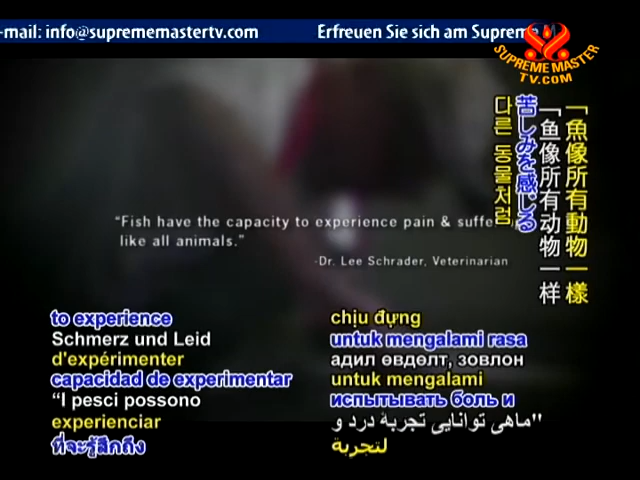 -mail: info@suprememastertv.com
Erfreuen Sie sich am Supreme
SUPREME MASTER
TV.COM
「魚像所有動物一樣
「鱼像所有动物一样
苦しみを感じる
다른 동물처럼
“Fish have the capacity to experience pain &
like all animals.”
-Dr. Lee Schrader, Veterinarian
to experience
Schmerz und Leid
d'expérimenter
capacidad de experimentar
“I pesci possono
experienciar
ที่จะรู้สึกถึง
chịu đựng
untuk mengalami rasa
адил өвдөлт, зовлон
untuk mengalami
испытывать боль и
"ماهی توانایی تجربۀ درد و
لتجربة